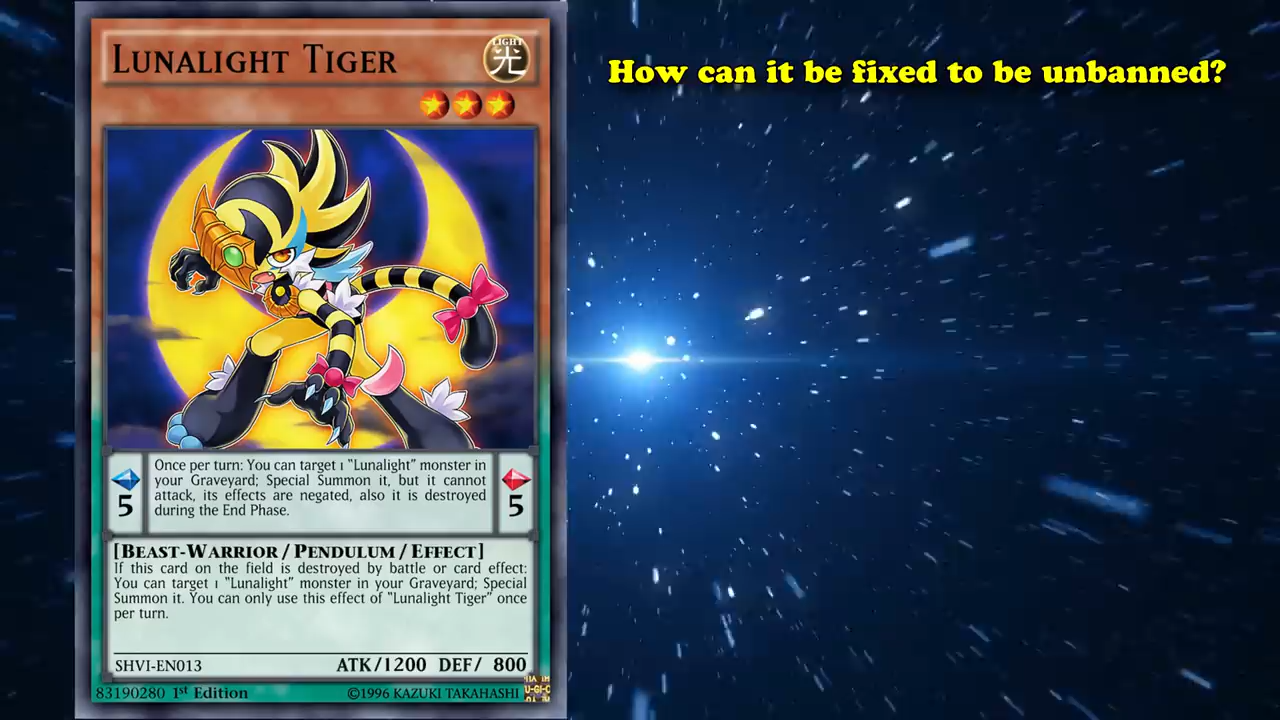 Lunalight Tiger
LIGHT
光
How can it be fixed to be unbanned?
Once per turn: You can target 1 "Lunalight" monster in
your Graveyard; Special Summon it, but it cannot
attack, its effects are negated, also it is destroyed
during the End Phase.
5
5
[Beast-Warrior / Pendulum / Effect]
If this card on the field is destroyed by battle or card effect:
You can target 1 "Lunalight" monster in your Graveyard; Special
Summon it. You can only use this effect of "Lunalight Tiger" once
per turn.
SHVI-EN013
ATK/1200 DEF/ 800
83190280 1st Edition
©1996 KAZUKI TAKAHASHI